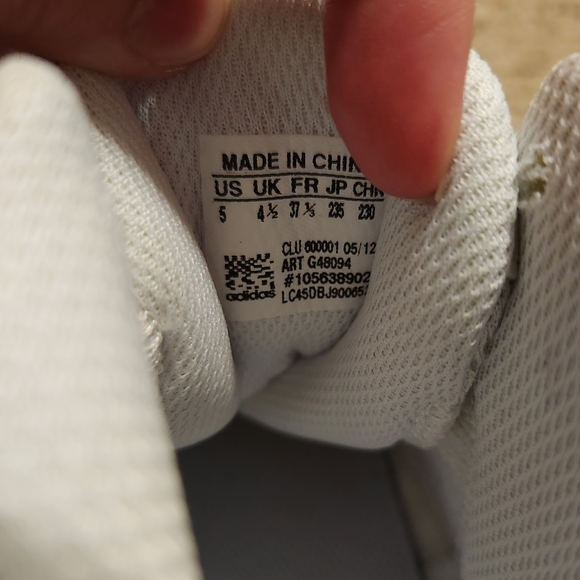 MADE IN CHIN
US UK FR JP CHN
5 4½ 37⅓ 235 230
CLU 600001 05/12
ART G48094
#105638902
adidas LC45DBJ900657